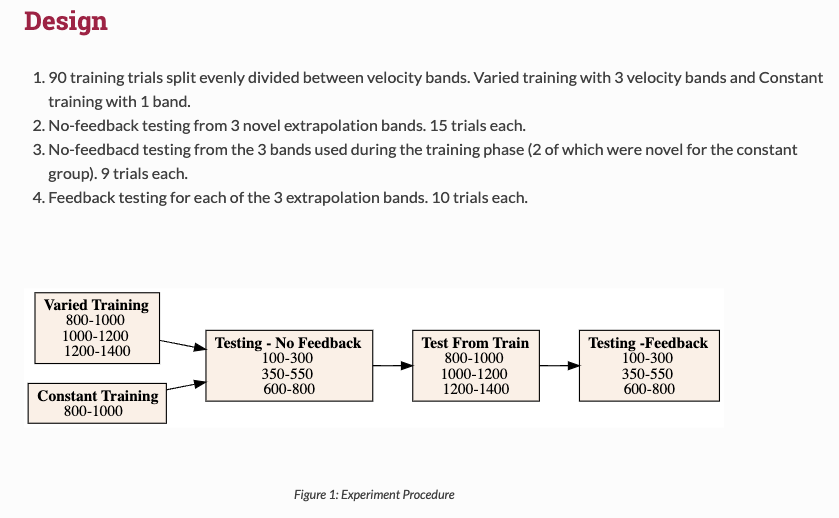 Design
1. 90 training trials split evenly divided between velocity bands. Varied training with 3 velocity bands and Constant
training with 1 band.
2. No-feedback testing from 3 novel extrapolation bands. 15 trials each.
3. No-feedbacd testing from the 3 bands used during the training phase (2 of which were novel for the constant
group). 9 trials each.
4. Feedback testing for each of the 3 extrapolation bands. 10 trials each.
Varied Training
800-1000
1000-1200
1200-1400
Constant Training
800-1000
Testing - No Feedback
100-300
350-550
600-800
Test From Train
800-1000
1000-1200
1200-1400
Testing -Feedback
100-300
350-550
600-800
Figure 1: Experiment Procedure